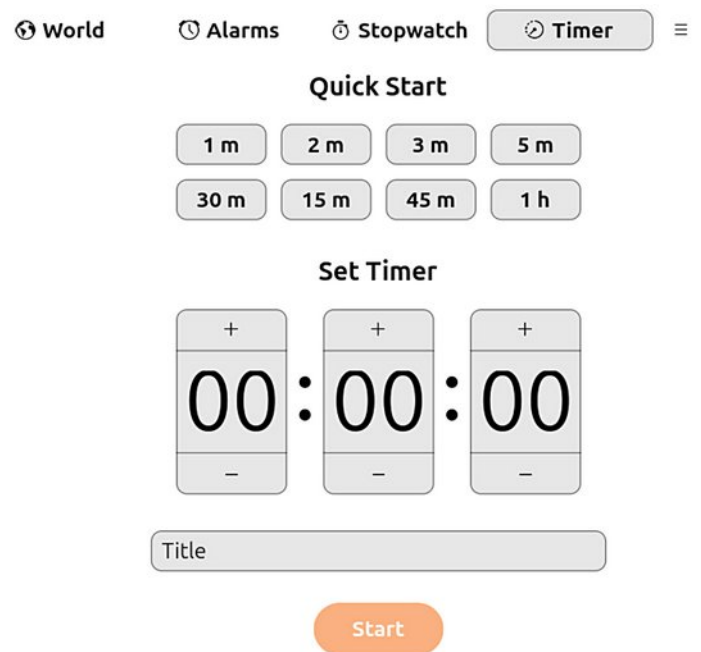 World Alarms Stopwatch Timer
Quick Start
1 m 2 m 3 m 5 m
30 m 15 m 45 m 1 h
Set Timer
+ + +
00 : 00 : 00
− − −
Title
Start